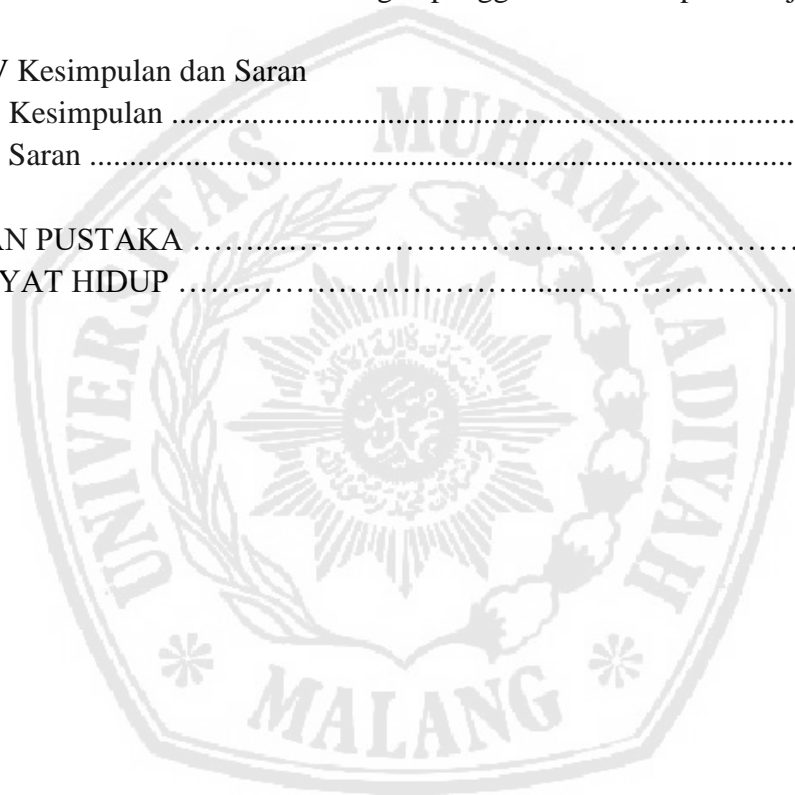 V Kesimpulan dan Saran
Kesimpulan ..............................................................................
Saran ........................................................................................
AN PUSTAKA ……....……………………………………………
YAT HIDUP ……………………………......………………...
UNIVERSITAS MUHAMMADIYAH
MALANG